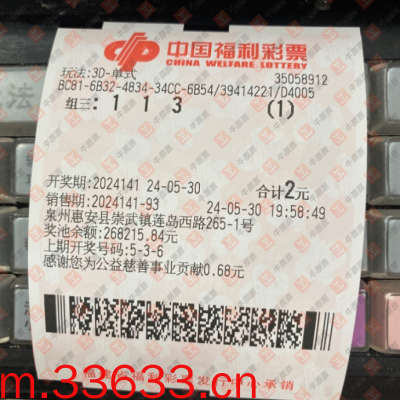 中国福利彩票
CHINA WELFARE LOTTERY
玩法:3D-单式 35058912
BC81-6B32-4B34-34CC-6B54/39414221/D4005
组三: 1 1 3 (1)
开奖期:2024141 24-05-30 合计2元
销售期:2024141-93 24-05-30 19:58:49
泉州惠安县崇武镇莲岛西路265-1号
奖池余额:268215.84元
上期开奖号码:5-3-6
感谢您为公益慈善事业贡献0.68元
m.33633.cn